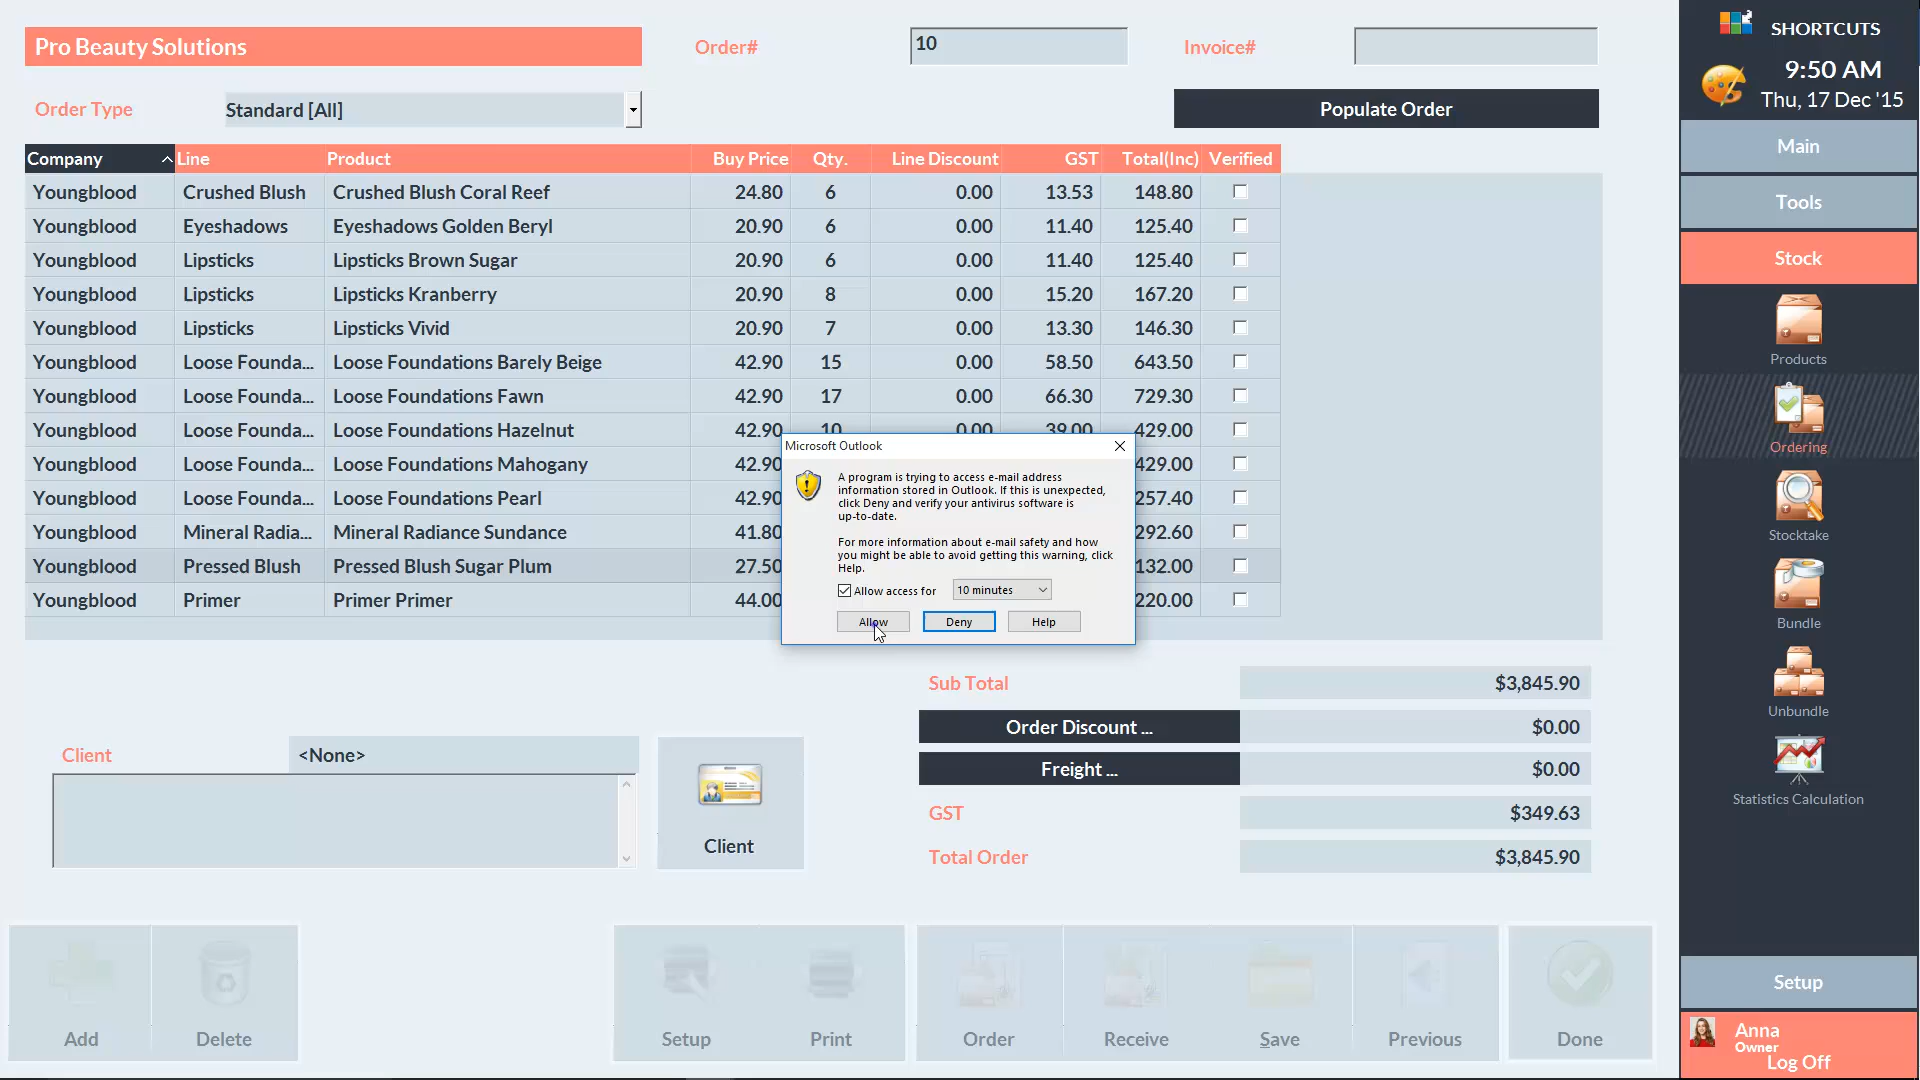 Pro Beauty Solutions
Order#
10
Invoice#
Order Type
Standard [All]
Populate Order
Company Line Product Buy Price Qty. Line Discount GST Total(Inc) Verified
Youngblood Crushed Blush Crushed Blush Coral Reef 24.80 6 0.00 13.53 148.80
Youngblood Eyeshadows Eyeshadows Golden Beryl 20.90 6 0.00 11.40 125.40
Youngblood Lipsticks Lipsticks Brown Sugar 20.90 6 0.00 11.40 125.40
Youngblood Lipsticks Lipsticks Kranberry 20.90 8 0.00 15.20 167.20
Youngblood Lipsticks Lipsticks Vivid 20.90 7 0.00 13.30 146.30
Youngblood Loose Founda... Loose Foundations Barely Beige 42.90 15 0.00 58.50 643.50
Youngblood Loose Founda... Loose Foundations Fawn 42.90 17 0.00 66.30 729.30
Youngblood Loose Founda... Loose Foundations Hazelnut 42.90 10 0.00 39.00 429.00
Youngblood Loose Founda... Loose Foundations Mahogany 42.90 429.00
Youngblood Loose Founda... Loose Foundations Pearl 42.90 257.40
Youngblood Mineral Radia... Mineral Radiance Sundance 41.80 292.60
Youngblood Pressed Blush Pressed Blush Sugar Plum 27.50 132.00
Youngblood Primer Primer Primer 44.00 220.00
Microsoft Outlook
A program is trying to access e-mail address
information stored in Outlook. If this is unexpected,
click Deny and verify your antivirus software is
up-to-date.
For more information about e-mail safety and how
you might be able to avoid getting this warning, click
Help.
Allow access for 10 minutes
Allow Deny Help
Sub Total $3,845.90
Order Discount ... $0.00
Freight ... $0.00
GST $349.63
Total Order $3,845.90
Client <None>
Client
Add
Delete
Setup
Print
Order
Receive
Save
Previous
Done
SHORTCUTS
9:50 AM
Thu, 17 Dec '15
Main
Tools
Stock
Products
Ordering
Stocktake
Bundle
Unbundle
Statistics Calculation
Setup
Anna
Owner
Log Off